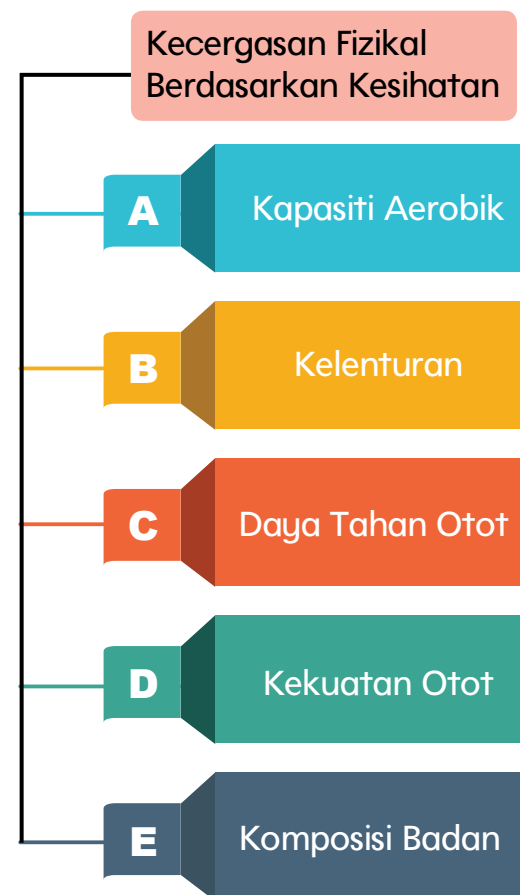 Kecergasan Fizikal
Berdasarkan Kesihatan
A
Kapasiti Aerobik
B
Kelenturan
C
Daya Tahan Otot
D
Kekuatan Otot
E
Komposisi Badan